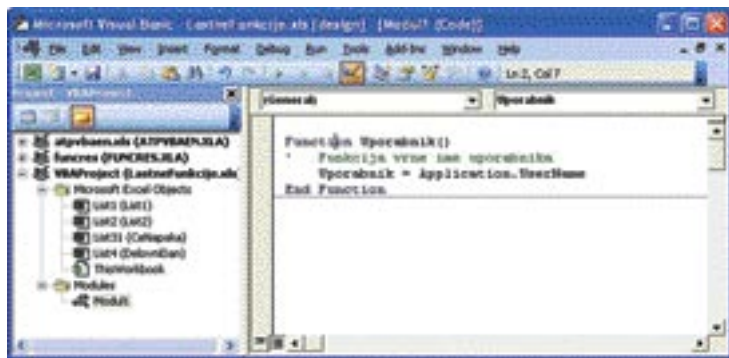 Microsoft Visual Basic - LastneFunkcije.xls [design] - [Modul1 (Code)]
File Edit View Insert Format Debug Run Tools Add-Ins Window Help
Ln 2, Col 7
Project - VBAProject
(General)
Uporabnik
atpvbaen.xls (ATPVBAEN.XLA)
funcres (FUNCRES.XLA)
VBAProject (LastneFunkcije.xls
Microsoft Excel Objects
List1 (List1)
List2 (List2)
List31 (CeNapaka)
List4 (DelovniDan)
ThisWorkbook
Modules
Modul1
Function Uporabnik()
' Funkcija vrne ime uporabnika
Uporabnik = Application.UserName
End Function